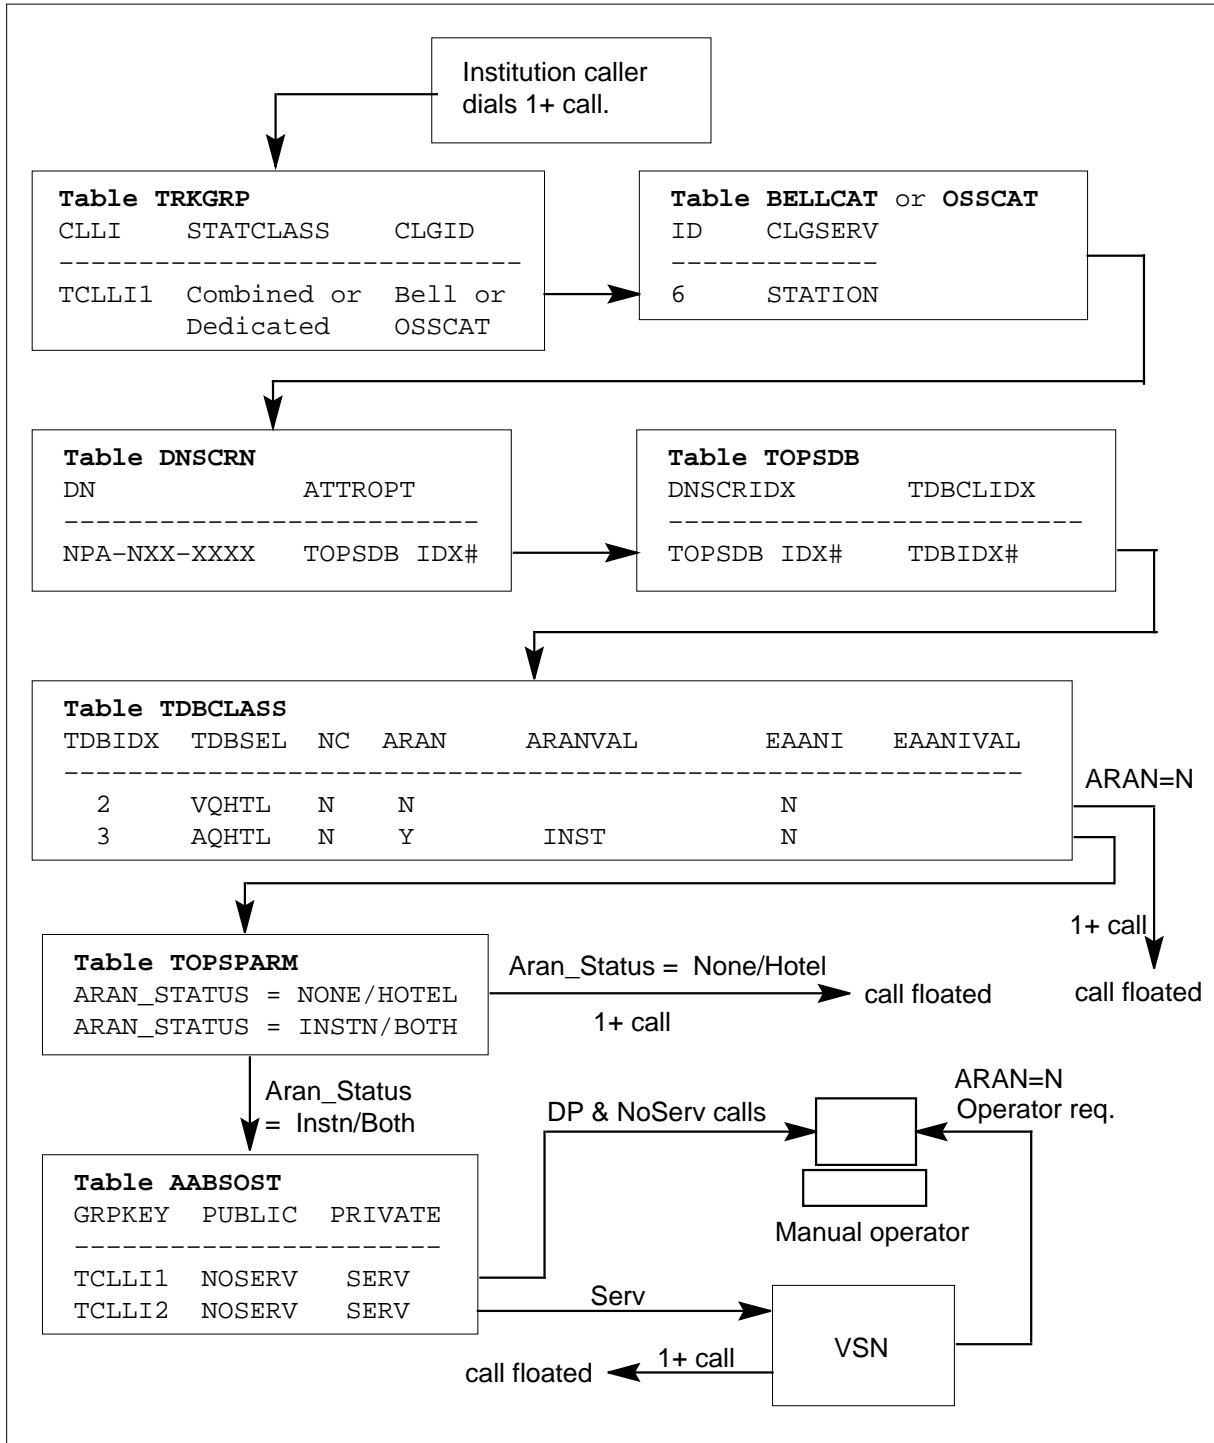 Institution caller
dials 1+ call.
Table TRKGRP
CLLI STATCLASS CLGID
-----------------------------
TCLLI1 Combined or Bell or
Dedicated OSSCAT
Table BELLCAT or OSSCAT
ID CLGSERV
-------------
6 STATION
Table DNSCRN
DN ATTROPT
--------------------------
NPA-NXX-XXXX TOPSDB IDX#
Table TOPSDB
DNSCRIDX TDBCLIDX
--------------------------
TOPSDB IDX# TDBIDX#
Table TDBCLASS
TDBIDX TDBSEL NC ARAN ARANVAL EAANI EAANIVAL
------------------------------------------------------------
2 VQHTL N N N
3 AQHTL N Y INST N
ARAN=N
1+ call
call floated
Table TOPSPARM
ARAN_STATUS = NONE/HOTEL
ARAN_STATUS = INSTN/BOTH
Aran_Status = None/Hotel
1+ call
call floated
Aran_Status
= Instn/Both
Table AABSOST
GRPKEY PUBLIC PRIVATE
-----------------------
TCLLI1 NOSERV SERV
TCLLI2 NOSERV SERV
DP & NoServ calls
ARAN=N
Operator req.
Manual operator
Serv
VSN
1+ call
call floated